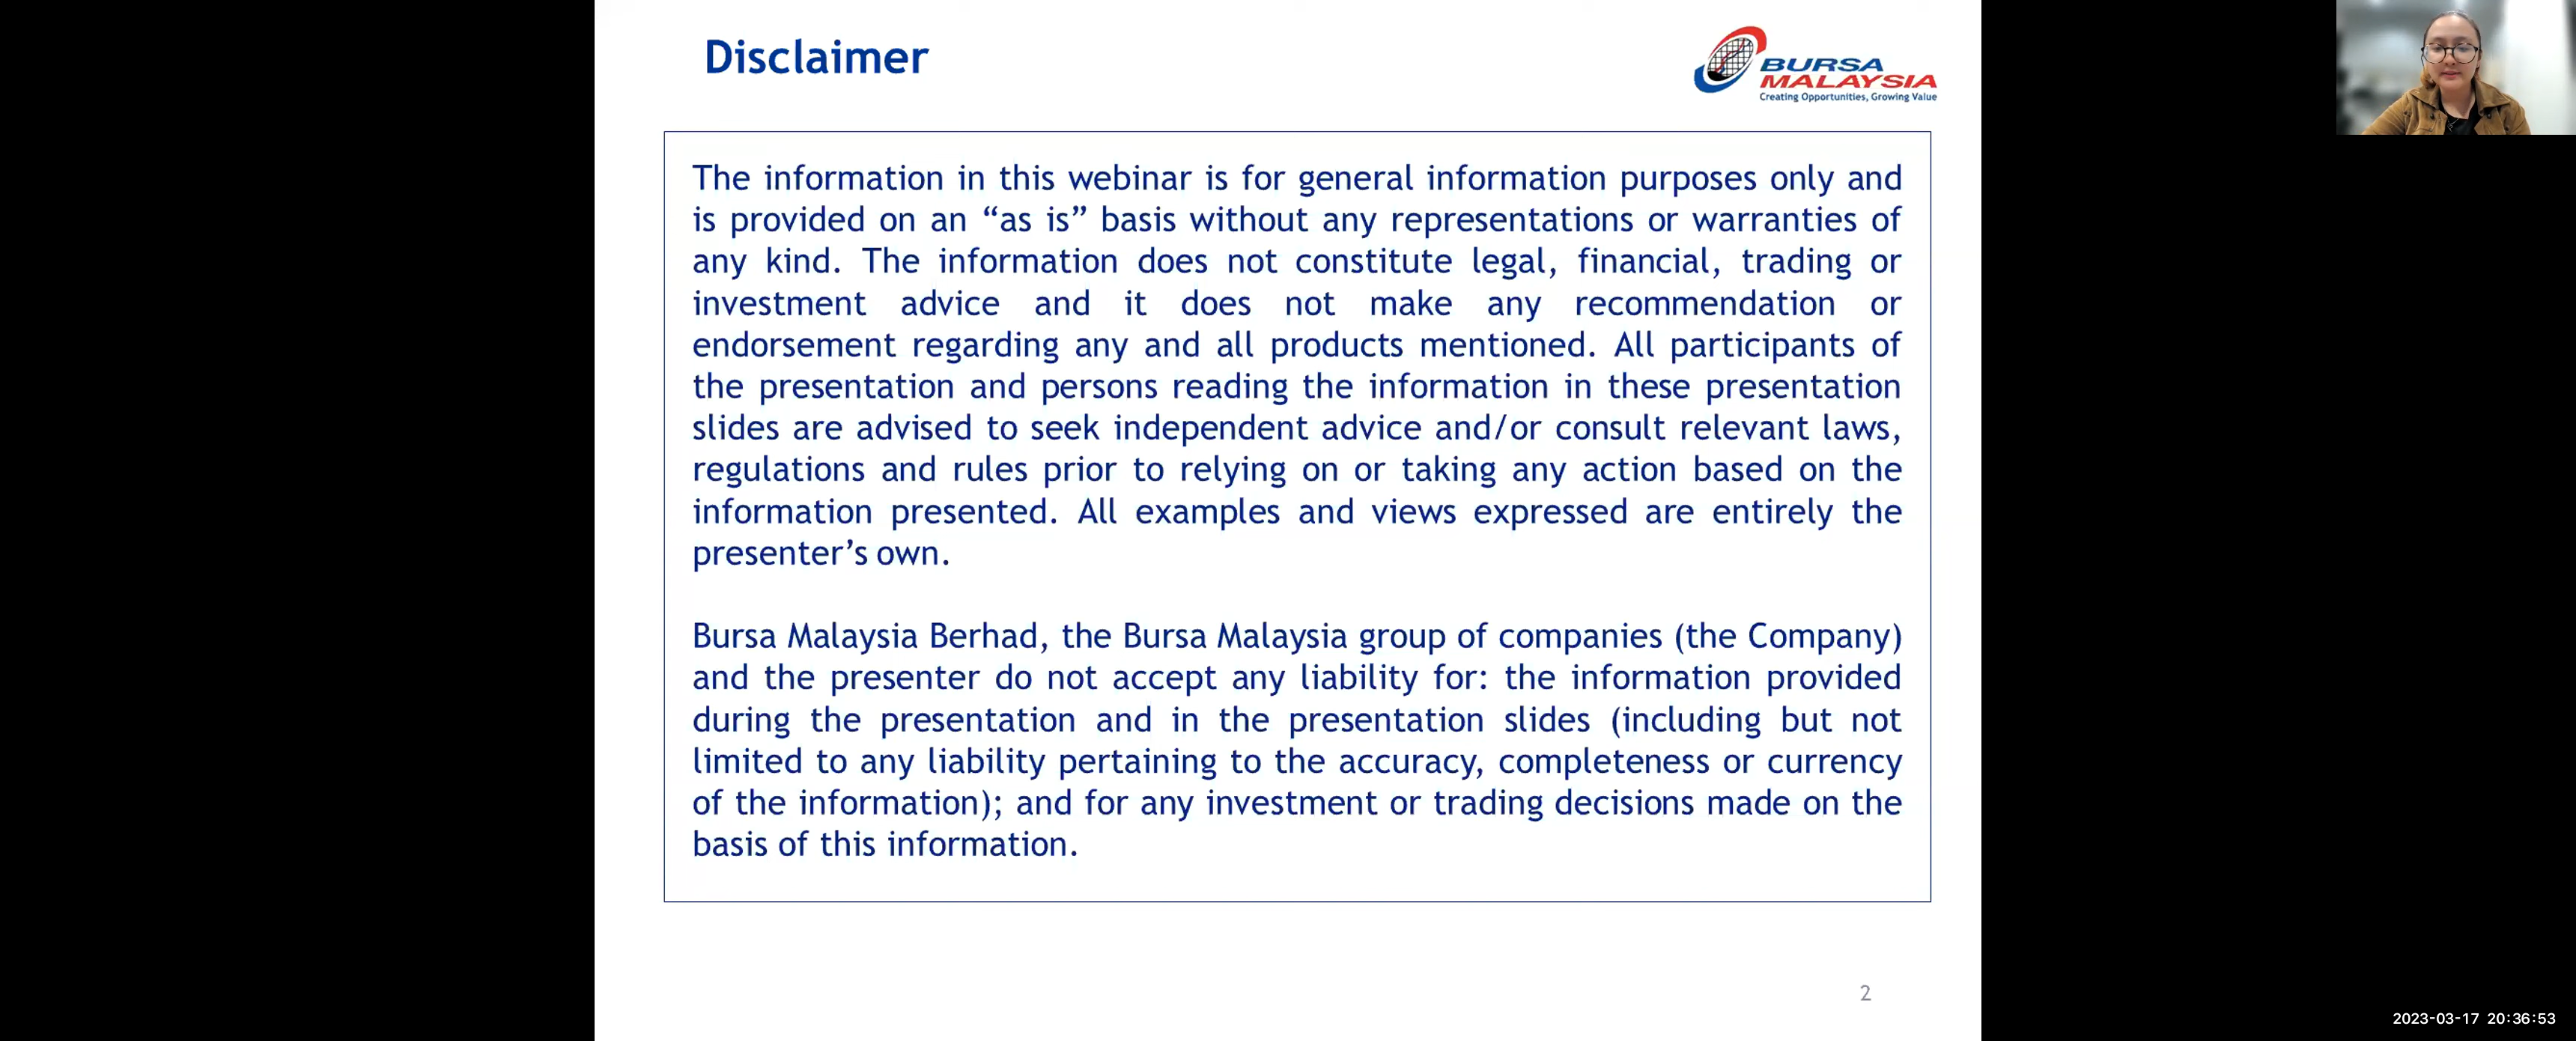 Disclaimer
BURSA
MALAYSIA
Creating Opportunities, Growing Value
The information in this webinar is for general information purposes only and
is provided on an “as is” basis without any representations or warranties of
any kind. The information does not constitute legal, financial, trading or
investment advice and it does not make any recommendation or
endorsement regarding any and all products mentioned. All participants of
the presentation and persons reading the information in these presentation
slides are advised to seek independent advice and/or consult relevant laws,
regulations and rules prior to relying on or taking any action based on the
information presented. All examples and views expressed are entirely the
presenter’s own.
Bursa Malaysia Berhad, the Bursa Malaysia group of companies (the Company)
and the presenter do not accept any liability for: the information provided
during the presentation and in the presentation slides (including but not
limited to any liability pertaining to the accuracy, completeness or currency
of the information); and for any investment or trading decisions made on the
basis of this information.
2
2023-03-17 20:36:53